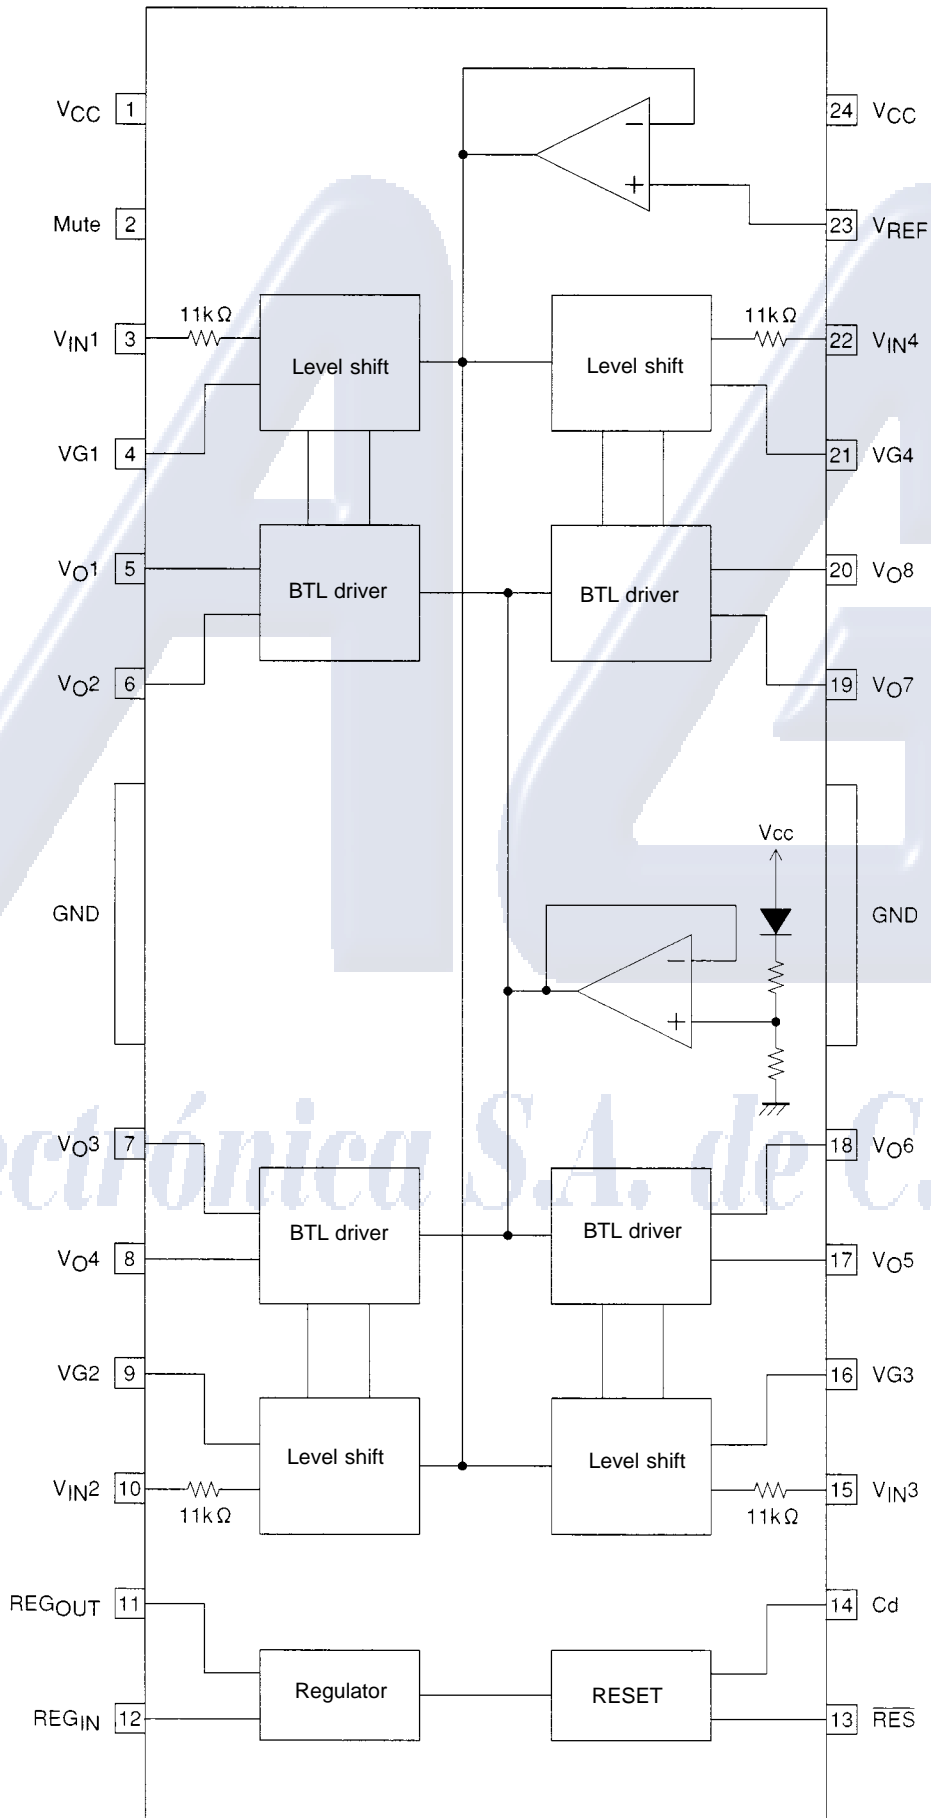 VCC 1
24 VCC
−
+
Mute 2
23 VREF
11kΩ
11kΩ
VIN1 3
22 VIN4
Level shift
Level shift
VG1 4
21 VG4
VO1 5
20 VO8
BTL driver
BTL driver
VO2 6
19 VO7
Vcc
GND
GND
−
+
VO3 7
18 VO6
ectrónica S.A. de C.
BTL driver
BTL driver
VO4 8
17 VO5
VG2 9
16 VG3
Level shift
Level shift
VIN2 10
15 VIN3
11kΩ
11kΩ
REGOUT 11
14 Cd
Regulator
RESET
REGIN 12
13 R̅E̅S̅
AG